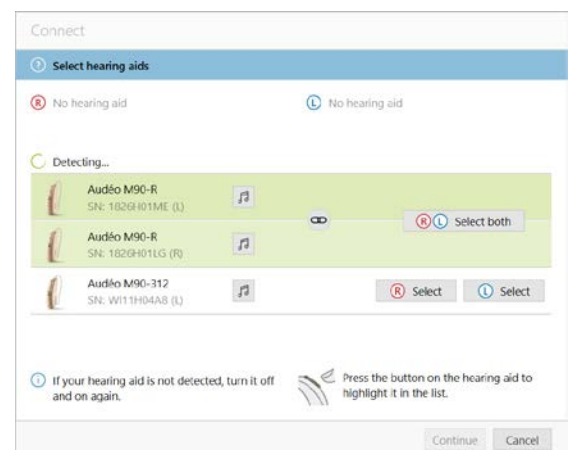 Connect
Select hearing aids
R No hearing aid
L No hearing aid
Detecting...
Audéo M90-R
SN: 1826H01ME (L)
R L Select both
Audéo M90-R
SN: 1826H01LG (R)
Audéo M90-312
SN: WI11H04A8 (L)
R Select
L Select
If your hearing aid is not detected, turn it off
and on again.
Press the button on the hearing aid to
highlight it in the list.
Continue
Cancel